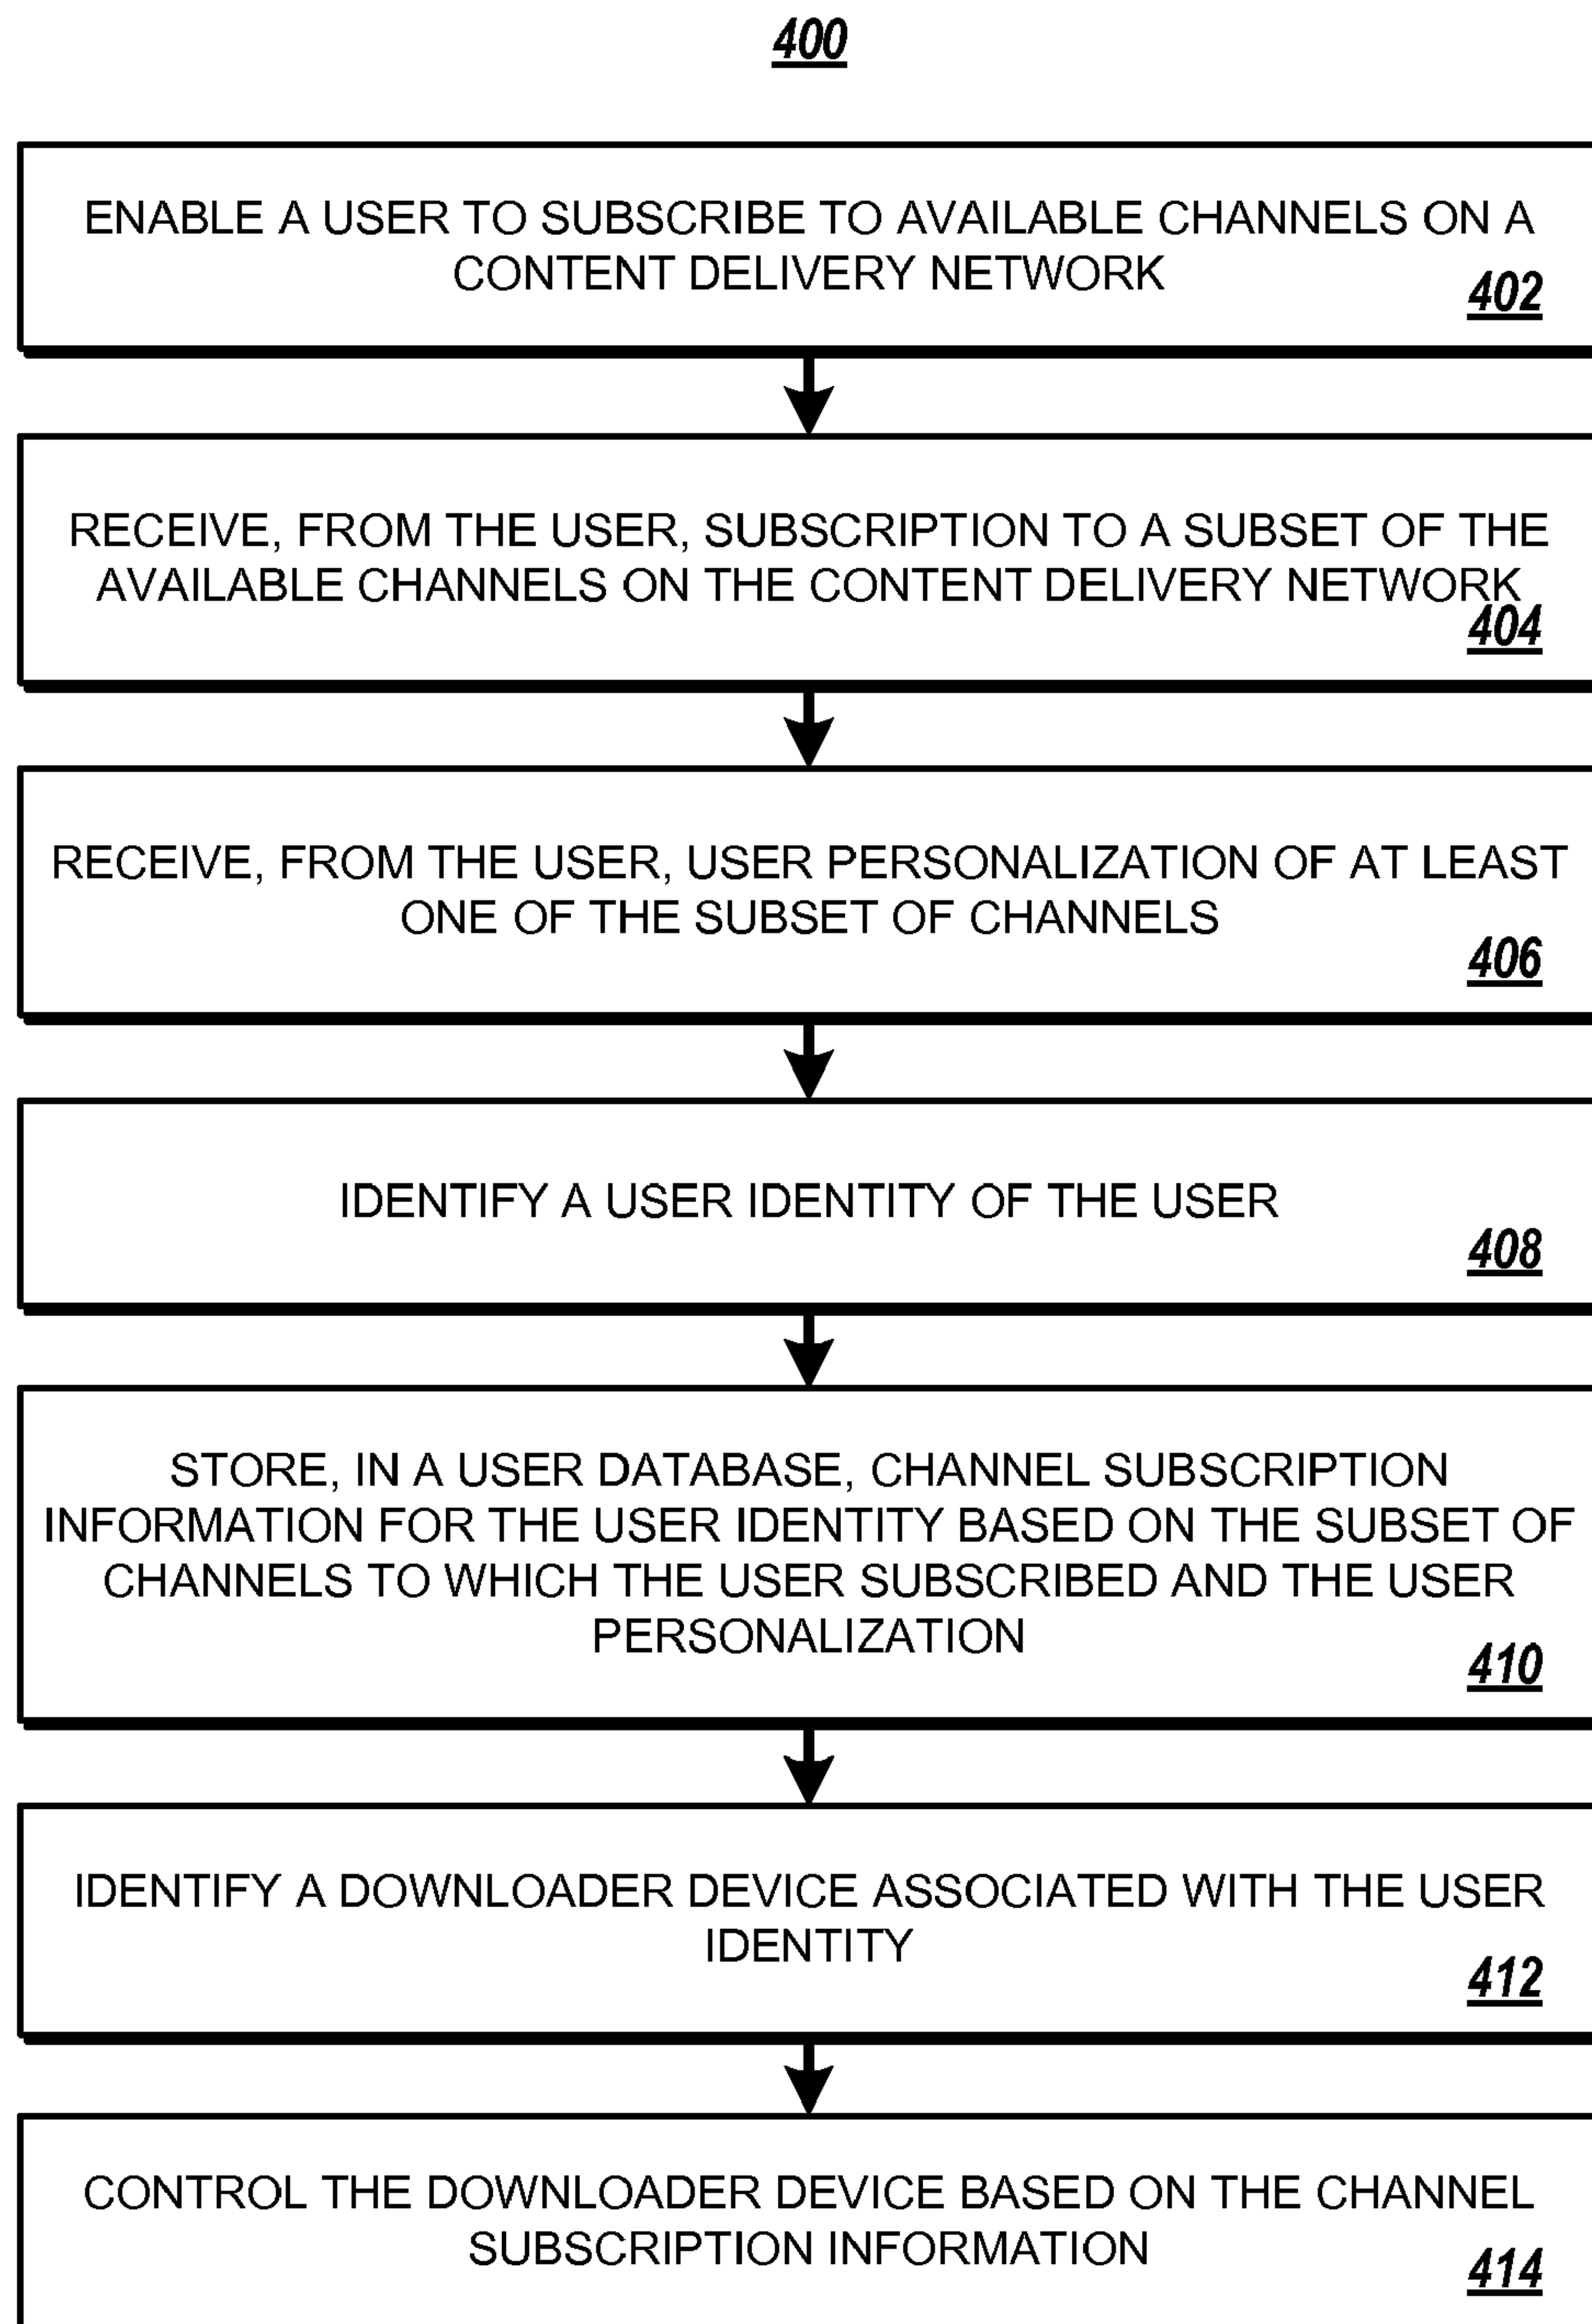 400
ENABLE A USER TO SUBSCRIBE TO AVAILABLE CHANNELS ON A
CONTENT DELIVERY NETWORK
402
RECEIVE, FROM THE USER, SUBSCRIPTION TO A SUBSET OF THE
AVAILABLE CHANNELS ON THE CONTENT DELIVERY NETWORK
404
RECEIVE, FROM THE USER, USER PERSONALIZATION OF AT LEAST
ONE OF THE SUBSET OF CHANNELS
406
IDENTIFY A USER IDENTITY OF THE USER
408
STORE, IN A USER DATABASE, CHANNEL SUBSCRIPTION
INFORMATION FOR THE USER IDENTITY BASED ON THE SUBSET OF
CHANNELS TO WHICH THE USER SUBSCRIBED AND THE USER
PERSONALIZATION
410
IDENTIFY A DOWNLOADER DEVICE ASSOCIATED WITH THE USER
IDENTITY
412
CONTROL THE DOWNLOADER DEVICE BASED ON THE CHANNEL
SUBSCRIPTION INFORMATION
414